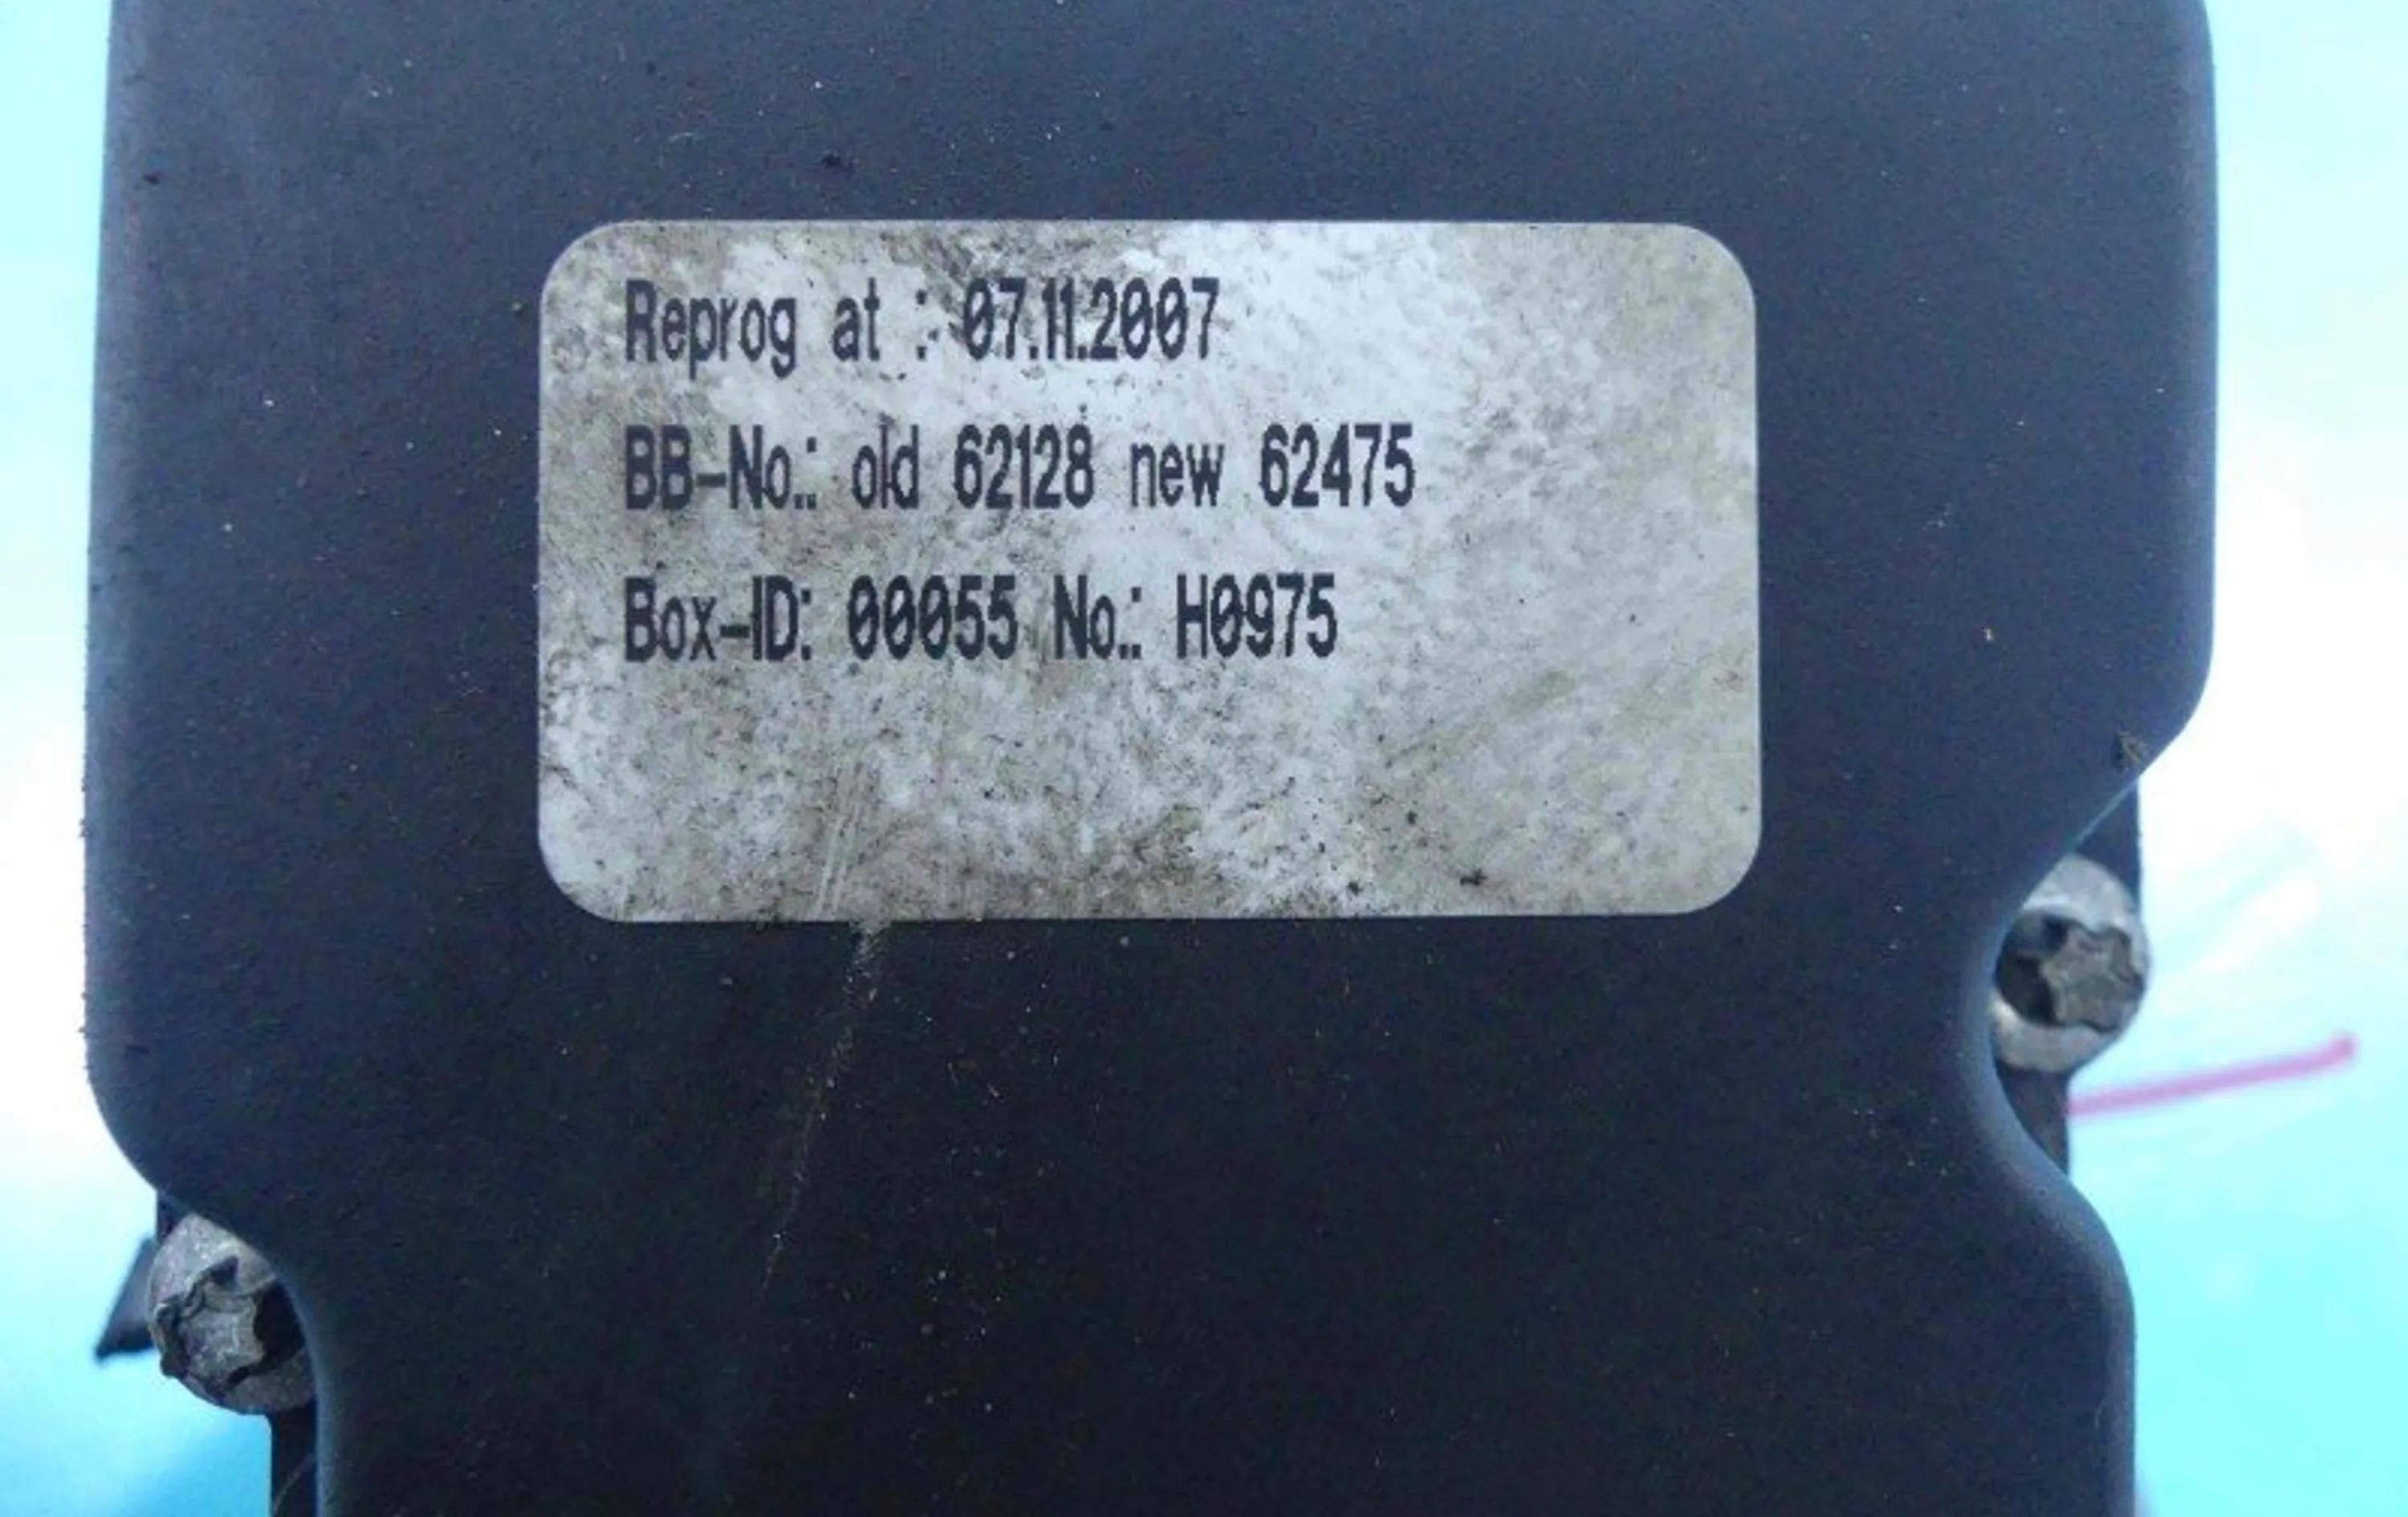 Reprog at : 07.11.2007
BB-No.: old 62128 new 62475
Box-ID: 00055 No.: H0975